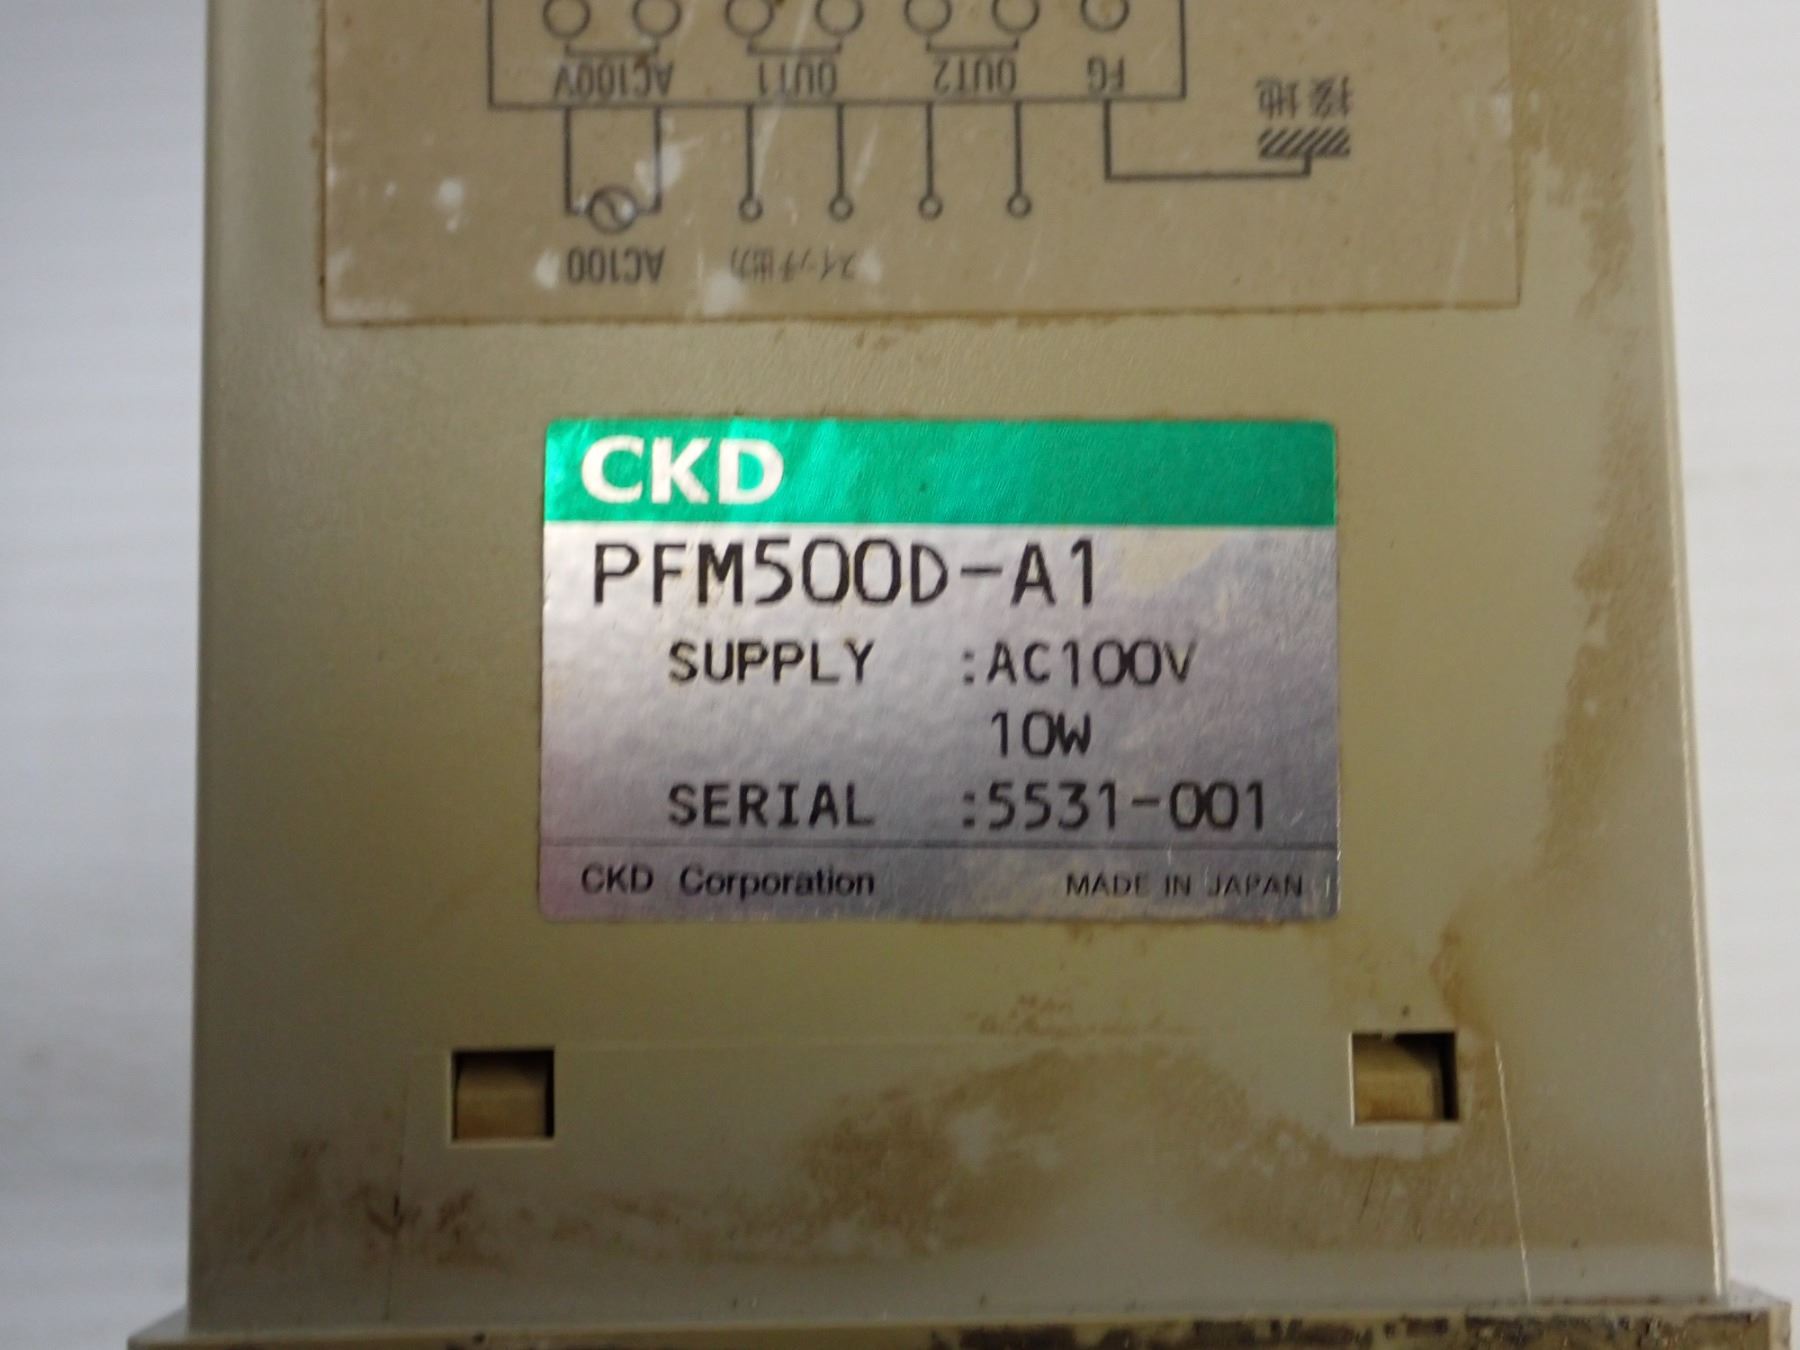 スイッチ出力 AC100
接地
FG OUT2 OUT1 AC100V
CKD
PFM500D-A1
SUPPLY :AC100V
10W
SERIAL :5531-001
CKD Corporation MADE IN JAPAN